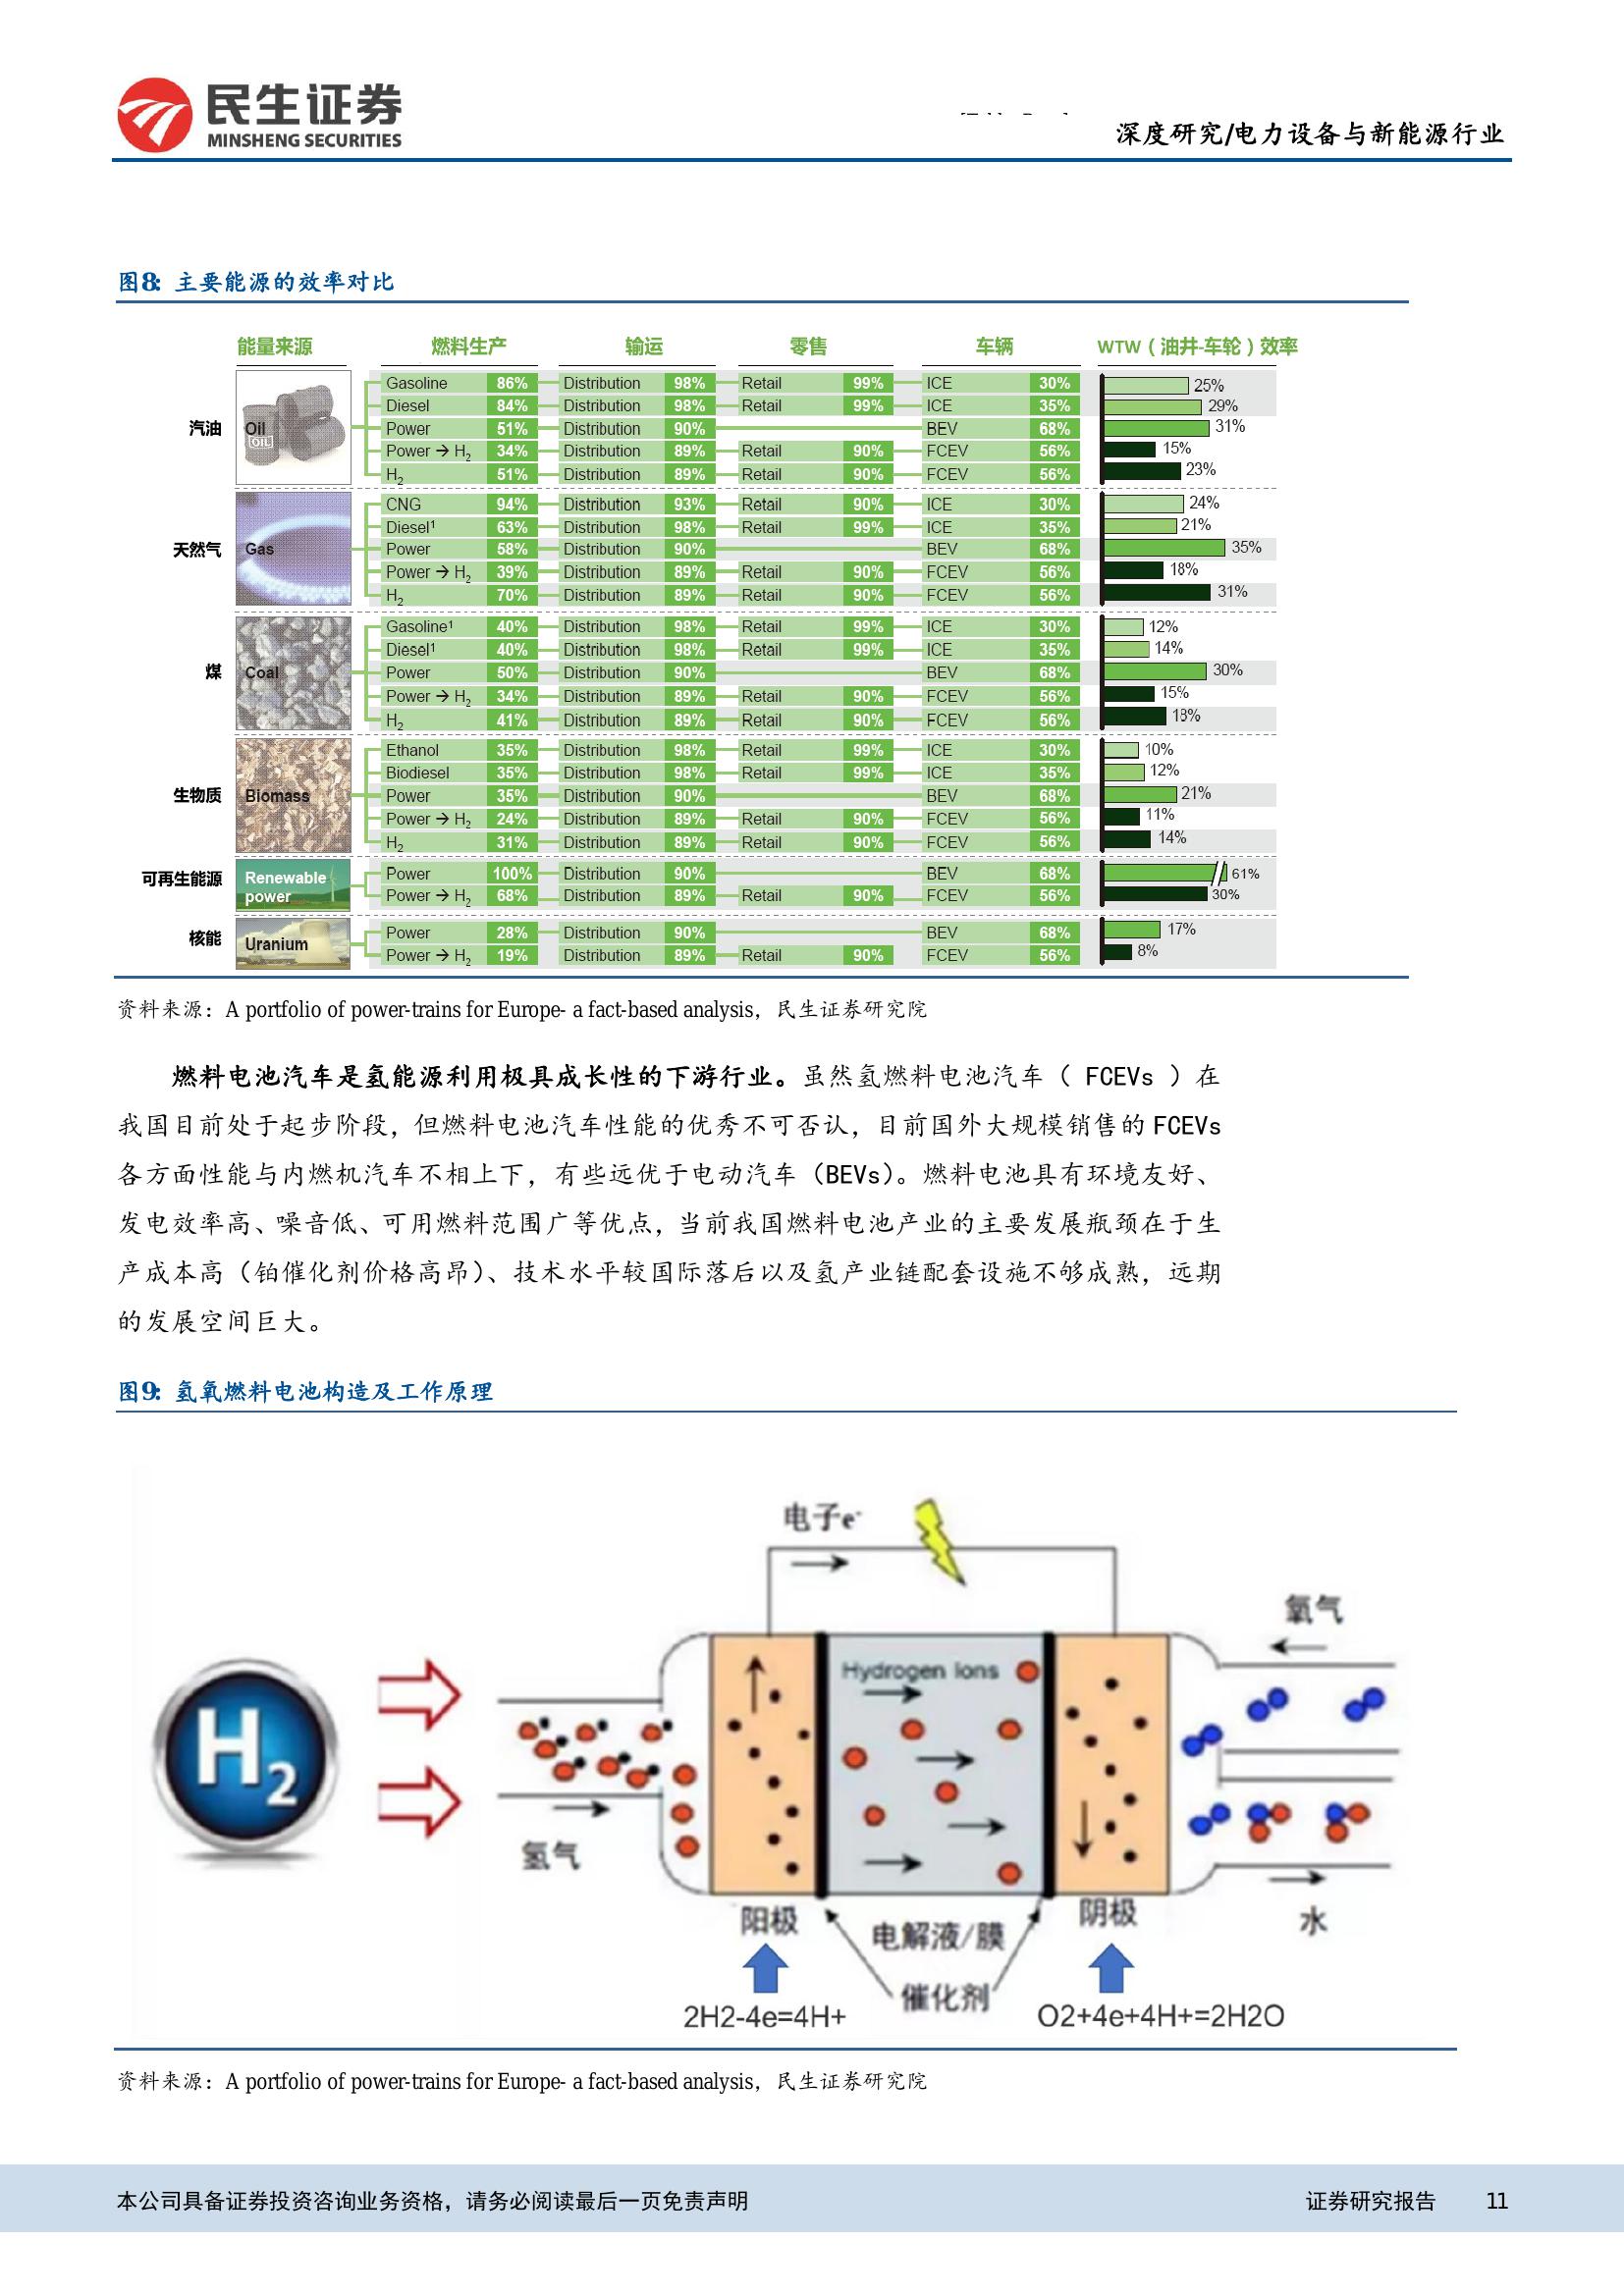 民生证券
MINSHENG SECURITIES
深度研究/电力设备与新能源行业
图8: 主要能源的效率对比
能量来源 燃料生产 输运 零售 车辆 WTW（油井-车轮）效率
汽油 Oil
OIL
Gasoline 86% Distribution 98% Retail 99% ICE 30% 25%
Diesel 84% Distribution 98% Retail 99% ICE 35% 29%
Power 51% Distribution 90% BEV 68% 31%
Power → H2 34% Distribution 89% Retail 90% FCEV 56% 15%
H2 51% Distribution 89% Retail 90% FCEV 56% 23%
天然气 Gas
CNG 94% Distribution 93% Retail 90% ICE 30% 24%
Diesel¹ 63% Distribution 98% Retail 99% ICE 35% 21%
Power 58% Distribution 90% BEV 68% 35%
Power → H2 39% Distribution 89% Retail 90% FCEV 56% 18%
H2 70% Distribution 89% Retail 90% FCEV 56% 31%
煤 Coal
Gasoline¹ 40% Distribution 98% Retail 99% ICE 30% 12%
Diesel¹ 40% Distribution 98% Retail 99% ICE 35% 14%
Power 50% Distribution 90% BEV 68% 30%
Power → H2 34% Distribution 89% Retail 90% FCEV 56% 15%
H2 41% Distribution 89% Retail 90% FCEV 56% 18%
生物质 Biomass
Ethanol 35% Distribution 98% Retail 99% ICE 30% 10%
Biodiesel 35% Distribution 98% Retail 99% ICE 35% 12%
Power 35% Distribution 90% BEV 68% 21%
Power → H2 24% Distribution 89% Retail 90% FCEV 56% 11%
H2 31% Distribution 89% Retail 90% FCEV 56% 14%
可再生能源 Renewable power
Power 100% Distribution 90% BEV 68% 61%
Power → H2 68% Distribution 89% Retail 90% FCEV 56% 30%
核能 Uranium
Power 28% Distribution 90% BEV 68% 17%
Power → H2 19% Distribution 89% Retail 90% FCEV 56% 8%
资料来源：A portfolio of power-trains for Europe- a fact-based analysis，民生证券研究院
燃料电池汽车是氢能源利用极具成长性的下游行业。虽然氢燃料电池汽车（ FCEVs ）在
我国目前处于起步阶段，但燃料电池汽车性能的优秀不可否认，目前国外大规模销售的 FCEVs
各方面性能与内燃机汽车不相上下，有些远优于电动汽车（BEVs）。燃料电池具有环境友好、
发电效率高、噪音低、可用燃料范围广等优点，当前我国燃料电池产业的主要发展瓶颈在于生
产成本高（铂催化剂价格高昂）、技术水平较国际落后以及氢产业链配套设施不够成熟，远期
的发展空间巨大。
图9: 氢氧燃料电池构造及工作原理
电子e-
氧气
Hydrogen Ions
H2
氢气
阳极 电解液/膜 阴极 水
催化剂
2H2-4e=4H+ O2+4e+4H+=2H2O
资料来源：A portfolio of power-trains for Europe- a fact-based analysis，民生证券研究院
本公司具备证券投资咨询业务资格，请务必阅读最后一页免责声明 证券研究报告 11